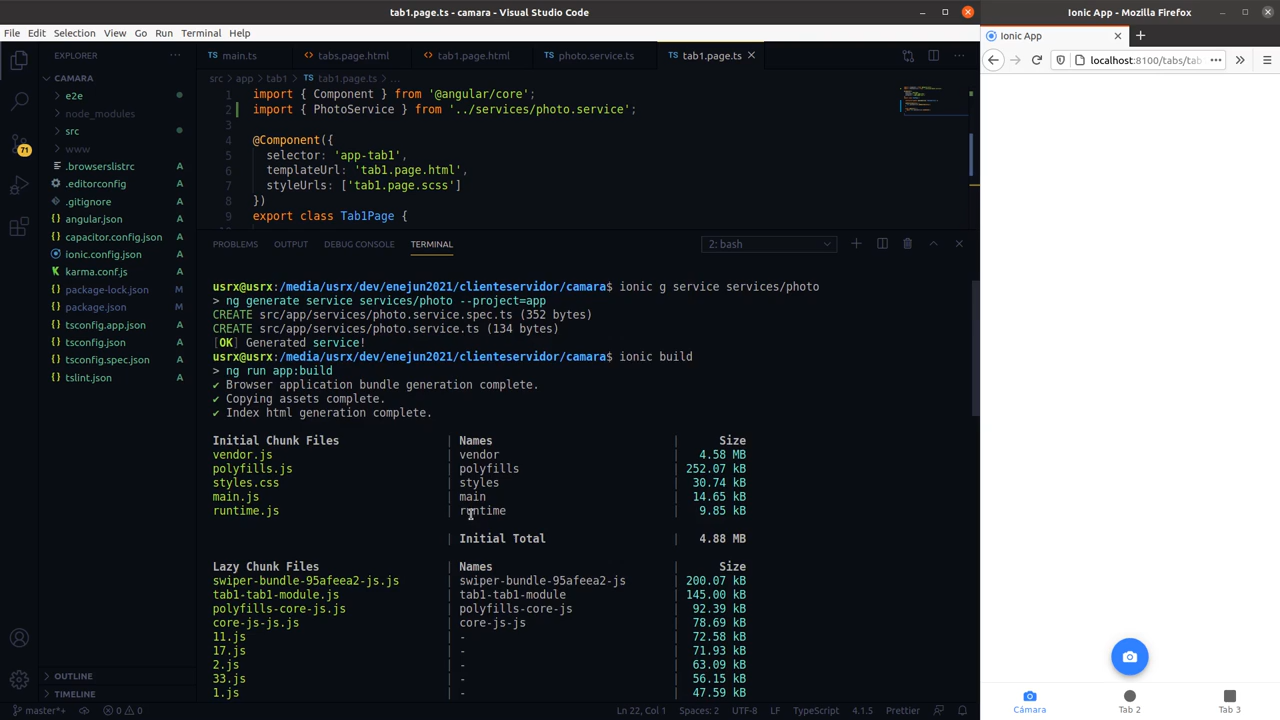 tab1.page.ts - camara - Visual Studio Code
File Edit Selection View Go Run Terminal Help
EXPLORER
CAMARA
e2e
node_modules
src
www
.browserslistrc A
.editorconfig A
.gitignore A
angular.json A
capacitor.config.json A
ionic.config.json A
karma.conf.js A
package-lock.json M
package.json M
tsconfig.app.json A
tsconfig.json A
tsconfig.spec.json A
tslint.json A
OUTLINE
TIMELINE
71
main.ts tabs.page.html tab1.page.html photo.service.ts tab1.page.ts
src > app > tab1 > tab1.page.ts > ...
1 import { Component } from '@angular/core';
2 import { PhotoService } from '../services/photo.service';
3
4 @Component({
5 selector: 'app-tab1',
6 templateUrl: 'tab1.page.html',
7 styleUrls: ['tab1.page.scss']
8 })
9 export class Tab1Page {
PROBLEMS OUTPUT DEBUG CONSOLE TERMINAL 2: bash
usrx@usrx:/media/usrx/dev/enejun2021/clienteservidor/camara$ ionic g service services/photo
> ng generate service services/photo --project=app
CREATE src/app/services/photo.service.spec.ts (352 bytes)
CREATE src/app/services/photo.service.ts (134 bytes)
[OK] Generated service!
usrx@usrx:/media/usrx/dev/enejun2021/clienteservidor/camara$ ionic build
> ng run app:build
✔ Browser application bundle generation complete.
✔ Copying assets complete.
✔ Index html generation complete.
Initial Chunk Files | Names | Size
vendor.js | vendor | 4.58 MB
polyfills.js | polyfills | 252.07 kB
styles.css | styles | 30.74 kB
main.js | main | 14.65 kB
runtime.js | runtime | 9.85 kB
| Initial Total | 4.88 MB
Lazy Chunk Files | Names | Size
swiper-bundle-95afeea2-js.js | swiper-bundle-95afeea2-js | 200.07 kB
tab1-tab1-module.js | tab1-tab1-module | 145.00 kB
polyfills-core-js.js | polyfills-core-js | 92.39 kB
core-js-js.js | core-js-js | 78.69 kB
11.js | - | 72.58 kB
17.js | - | 71.93 kB
2.js | - | 63.09 kB
33.js | - | 56.15 kB
1.js | - | 47.59 kB
master*+ 0 0 Ln 22, Col 1 Spaces: 2 UTF-8 LF TypeScript 4.1.5 Prettier
Ionic App - Mozilla Firefox
Ionic App
localhost:8100/tabs/tab
Cámara Tab 2 Tab 3